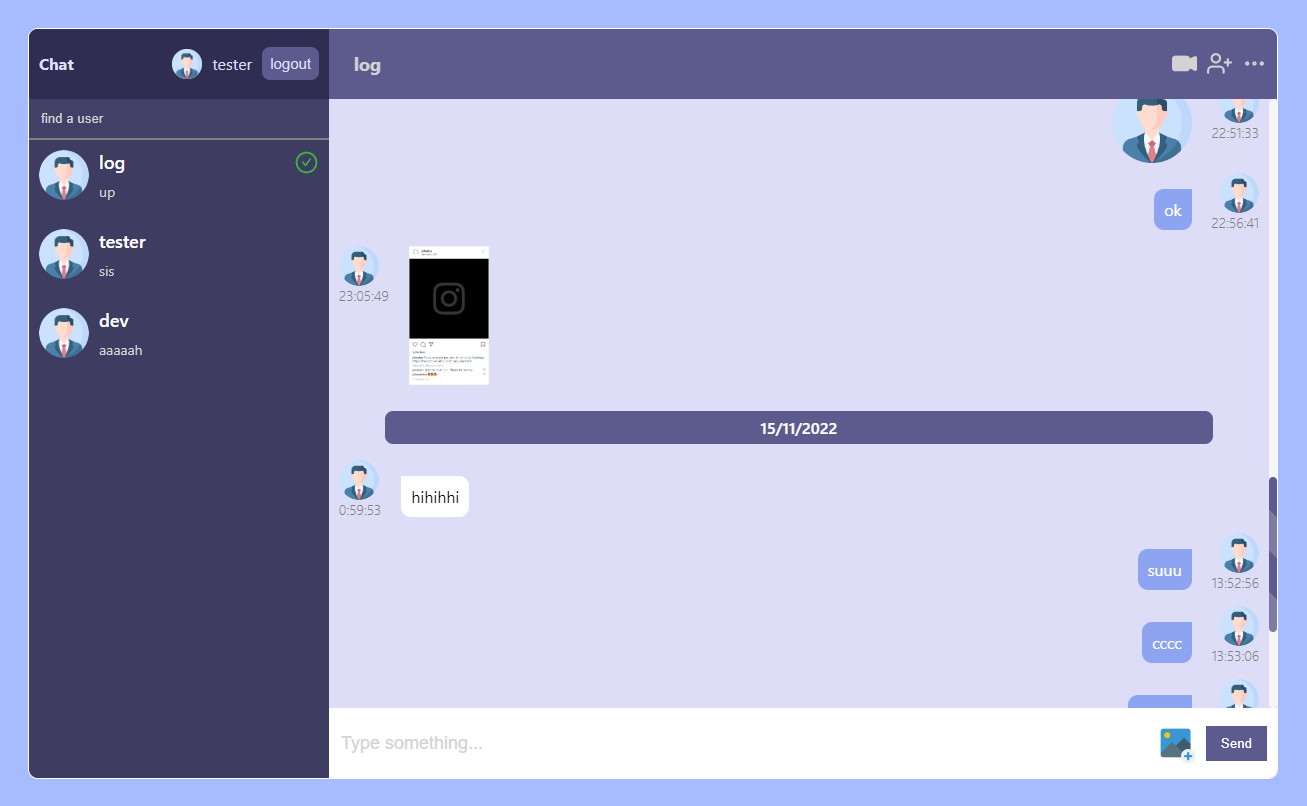 Chat
tester
logout
log
find a user
log
up
tester
sis
dev
aaaaah
22:51:33
ok
22:56:41
23:05:49
15/11/2022
hihihhi
0:59:53
suuu
13:52:56
cccc
13:53:06
Type something...
Send